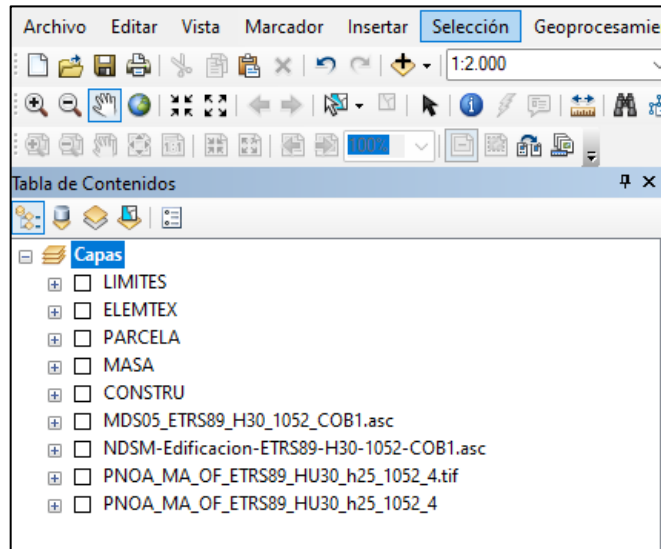 Archivo Editar Vista Marcador Insertar Selección Geoprocesamie
1:2.000
100%
Tabla de Contenidos
Capas
LIMITES
ELEMTEX
PARCELA
MASA
CONSTRU
MDS05_ETRS89_H30_1052_COB1.asc
NDSM-Edificacion-ETRS89-H30-1052-COB1.asc
PNOA_MA_OF_ETRS89_HU30_h25_1052_4.tif
PNOA_MA_OF_ETRS89_HU30_h25_1052_4